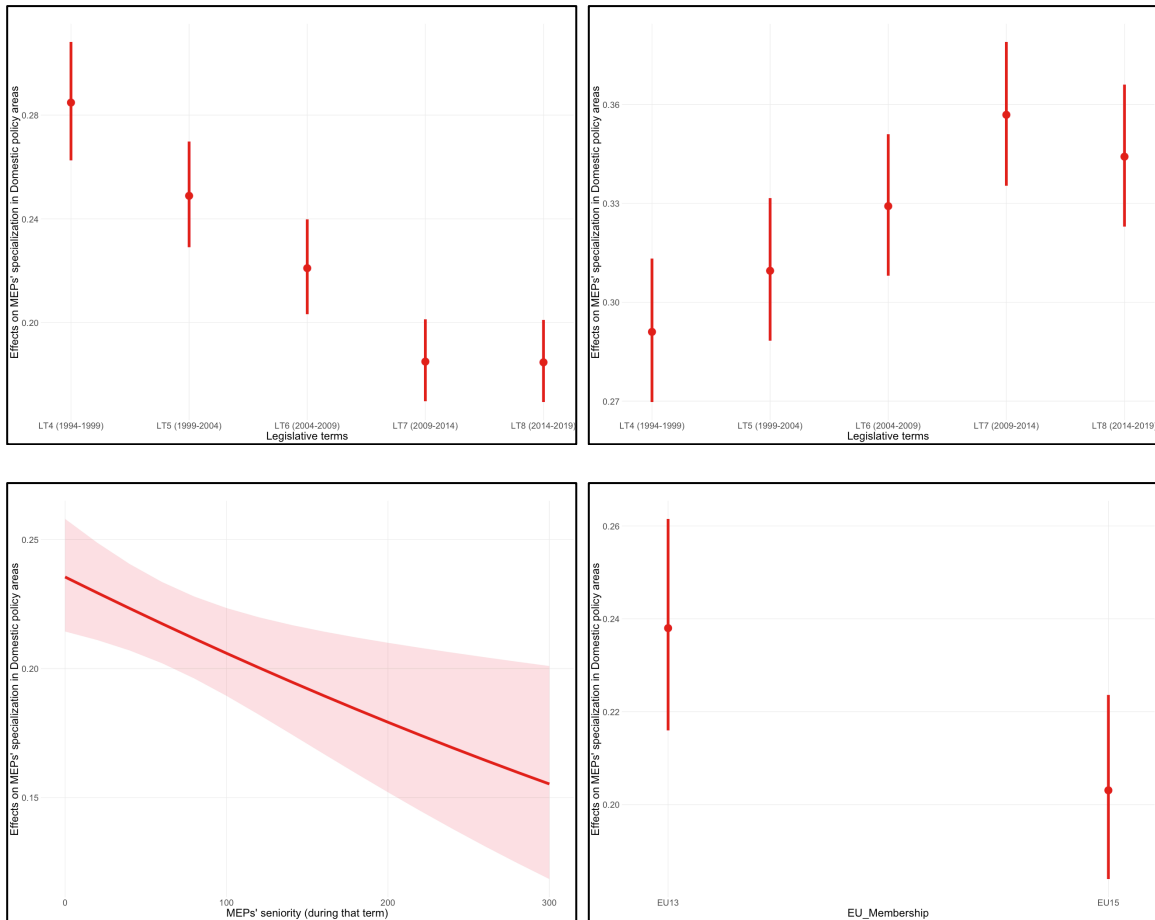 Effects on MEPs' specialization in Domestic policy areas
0.28
0.24
0.20
LT4 (1994-1999) LT5 (1999-2004) LT6 (2004-2009) LT7 (2009-2014) LT8 (2014-2019)
Legislative terms
Effects on MEPs' specialization in Domestic policy areas
0.36
0.33
0.30
0.27
LT4 (1994-1999) LT5 (1999-2004) LT6 (2004-2009) LT7 (2009-2014) LT8 (2014-2019)
Legislative terms
Effects on MEPs' specialization in Domestic policy areas
0.25
0.20
0.15
0 100 200 300
MEPs' seniority (during that term)
Effects on MEPs' specialization in Domestic policy areas
0.26
0.24
0.22
0.20
EU13 EU15
EU_Membership